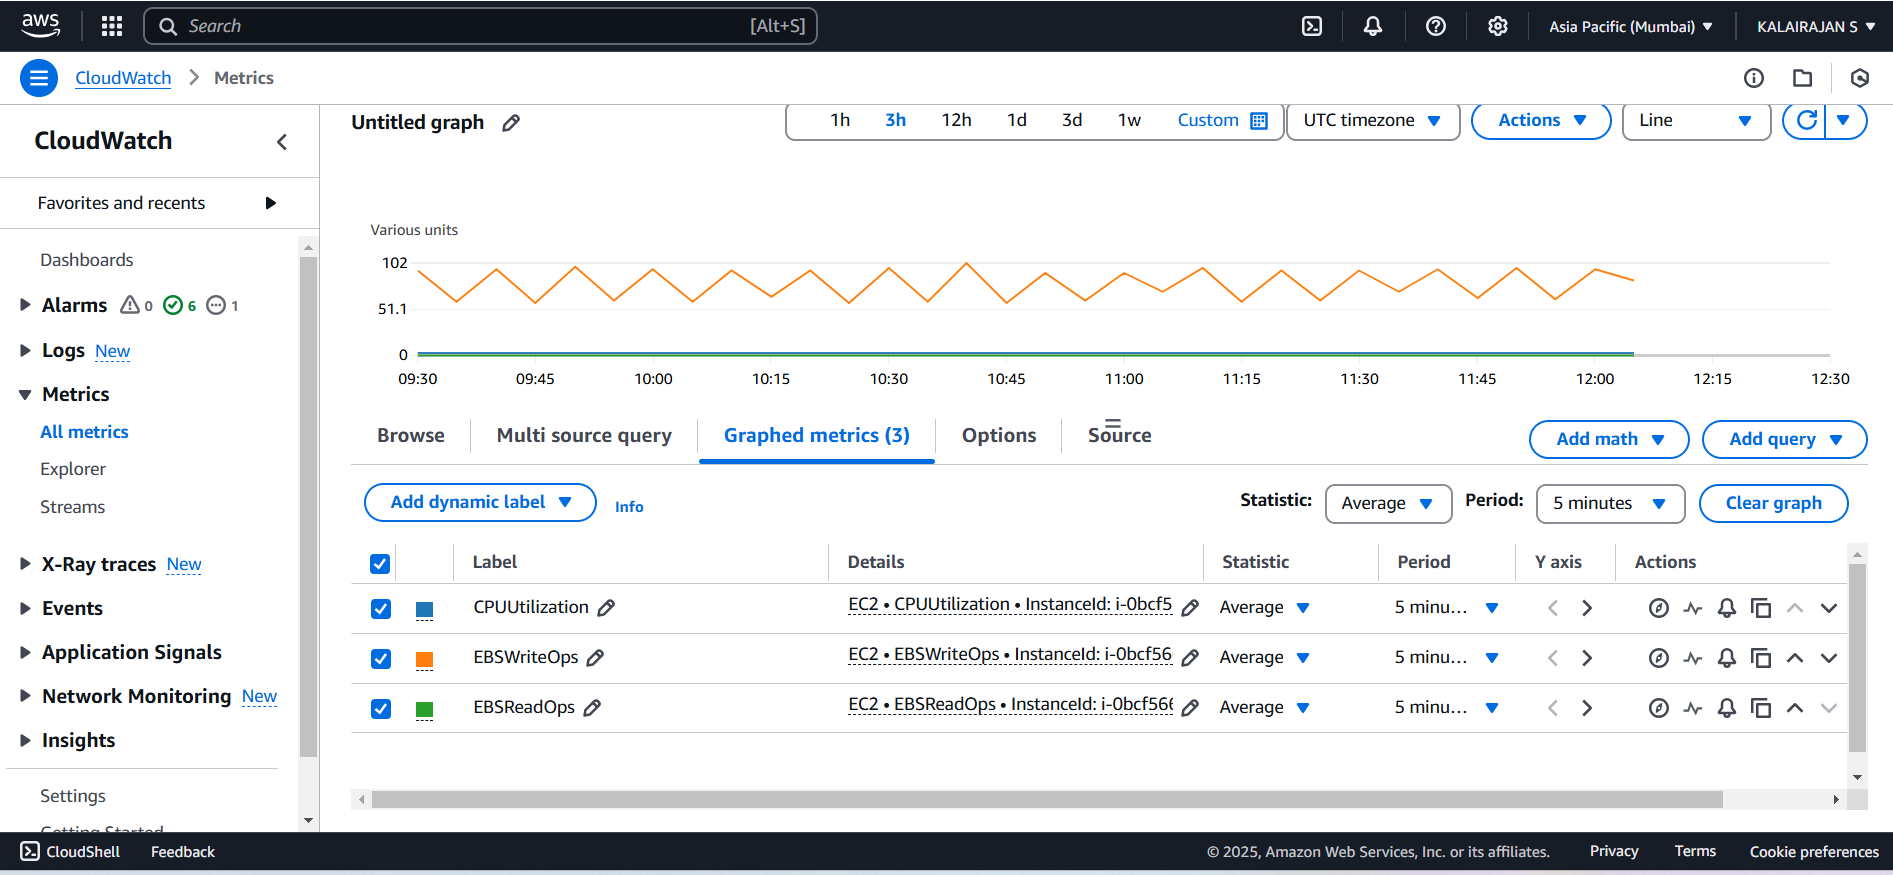 aws
Search [Alt+S]
Asia Pacific (Mumbai)
KALAIRAJAN S
CloudWatch
Metrics
CloudWatch
Favorites and recents
Dashboards
Alarms 0 6 1
Logs New
Metrics
All metrics
Explorer
Streams
X-Ray traces New
Events
Application Signals
Network Monitoring New
Insights
Settings
Getting Started
Untitled graph
1h 3h 12h 1d 3d 1w Custom
UTC timezone
Actions
Line
Various units
102
51.1
0
09:30 09:45 10:00 10:15 10:30 10:45 11:00 11:15 11:30 11:45 12:00 12:15 12:30
Browse Multi source query Graphed metrics (3) Options Source
Add math Add query
Add dynamic label Info
Statistic: Average Period: 5 minutes Clear graph
Label Details Statistic Period Y axis Actions
CPUUtilization EC2 • CPUUtilization • InstanceId: i-0bcf5 Average 5 minu...
EBSWriteOps EC2 • EBSWriteOps • InstanceId: i-0bcf56 Average 5 minu...
EBSReadOps EC2 • EBSReadOps • InstanceId: i-0bcf566 Average 5 minu...
CloudShell Feedback
© 2025, Amazon Web Services, Inc. or its affiliates. Privacy Terms Cookie preferences